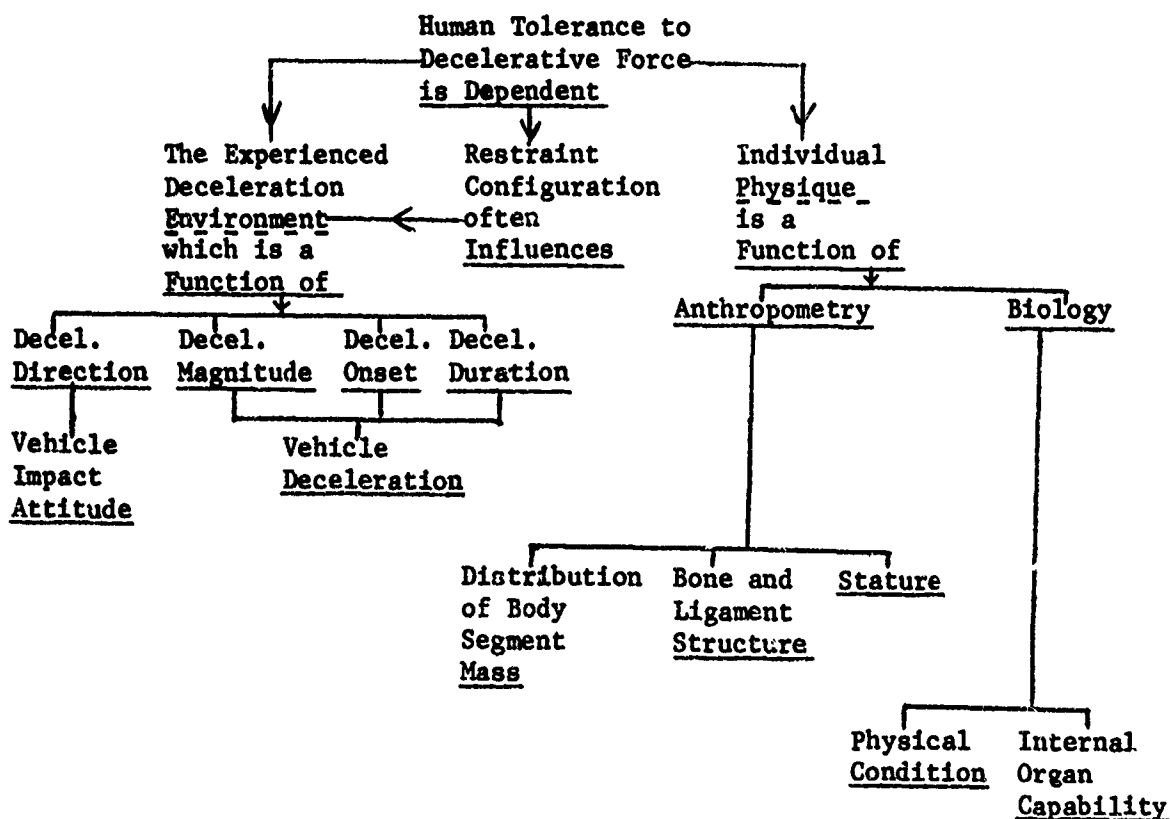 Human Tolerance to
Decelerative Force
is Dependent
The Experienced
Deceleration
Environment
which is a
Function of
Restraint
Configuration
often
Influences
Individual
Physique
is a
Function of
Decel.
Direction
Decel.
Magnitude
Decel.
Onset
Decel.
Duration
Vehicle
Impact
Attitude
Vehicle
Deceleration
Anthropometry
Biology
Distribution
of Body
Segment
Mass
Bone and
Ligament
Structure
Stature
Physical
Condition
Internal
Organ
Capability